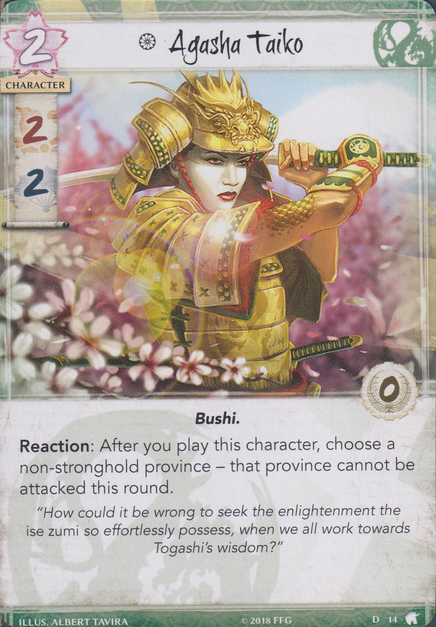 2
Agasha Taiko
CHARACTER
2
2
0
Bushi.
Reaction: After you play this character, choose a
non-stronghold province – that province cannot be
attacked this round.
“How could it be wrong to seek the enlightenment the
ise zumi so effortlessly possess, when we all work towards
Togashi’s wisdom?”
ILLUS. ALBERT TAVIRA
© 2018 FFG
D 14